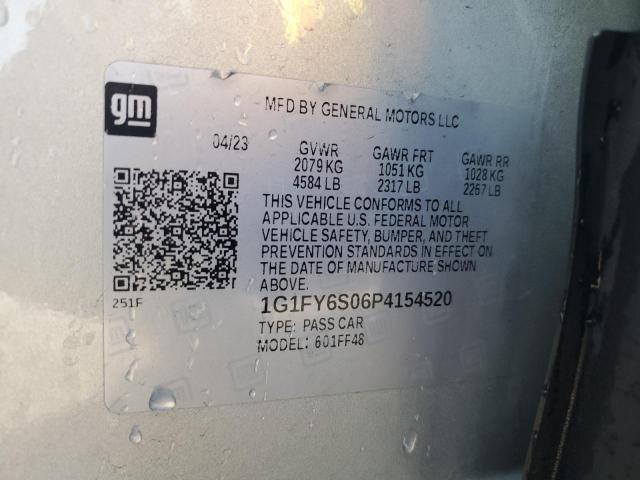 gm
MFD BY GENERAL MOTORS LLC
04/23 GVWR GAWR FRT GAWR RR
2079 KG 1051 KG 1028 KG
4584 LB 2317 LB 2267 LB
THIS VEHICLE CONFORMS TO ALL
APPLICABLE U.S. FEDERAL MOTOR
VEHICLE SAFETY, BUMPER, AND THEFT
PREVENTION STANDARDS IN EFFECT ON
THE DATE OF MANUFACTURE SHOWN
ABOVE.
251F
1G1FY6S06P4154520
TYPE: PASS CAR
MODEL: 601FF48